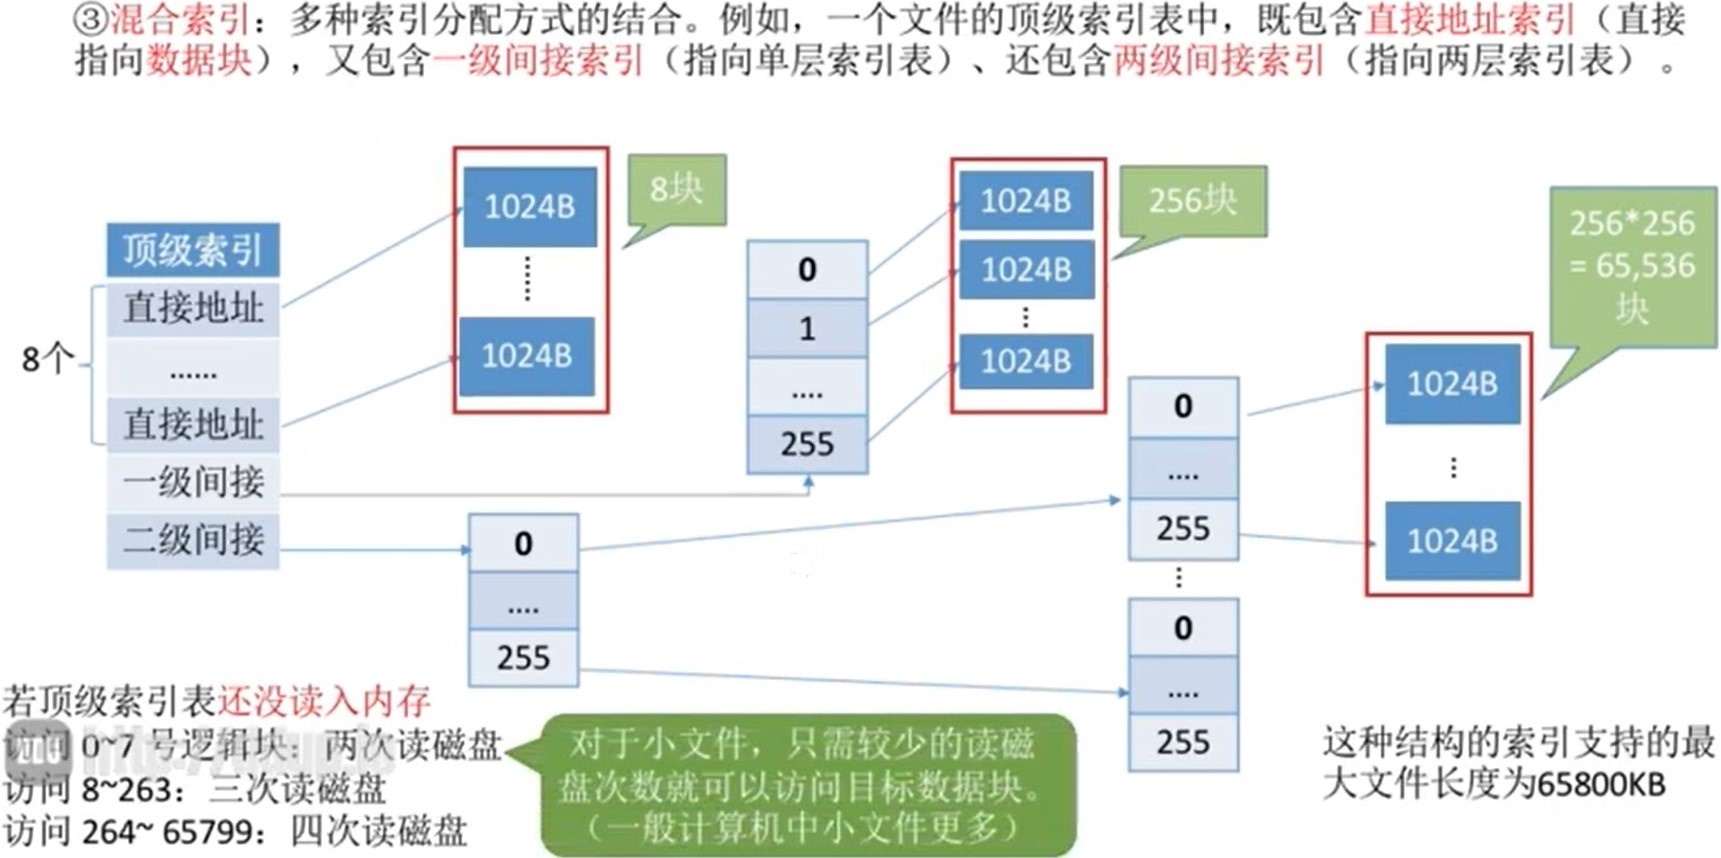 ③混合索引：多种索引分配方式的结合。例如，一个文件的顶级索引表中，既包含直接地址索引（直接
指向数据块），又包含一级间接索引（指向单层索引表）、还包含两级间接索引（指向两层索引表）。
顶级索引
8个
直接地址
......
直接地址
一级间接
二级间接
1024B
1024B
8块
0
1
....
255
1024B
1024B
1024B
256块
0
....
255
0
....
255
0
....
255
1024B
1024B
256*256
= 65,536
块
若顶级索引表还没读入内存
访问 0~7 号逻辑块：两次读磁盘
访问 8~263：三次读磁盘
访问 264~ 65799：四次读磁盘
对于小文件，只需较少的读磁
盘次数就可以访问目标数据块。
（一般计算机中小文件更多）
这种结构的索引支持的最
大文件长度为65800KB